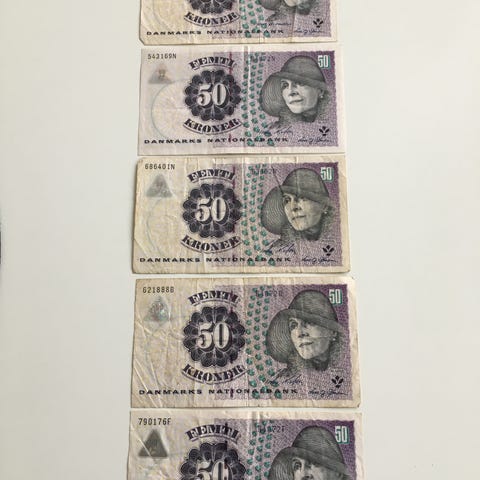 KRONER
DANMARKS NATIONALBANK
543169N
FEMTI
50
50
KRONER
DANMARKS NATIONALBANK
686401N
FEMTI
50
50
KRONER
DANMARKS NATIONALBANK
621888B
FEMTI
50
50
KRONER
DANMARKS NATIONALBANK
790176F
FEMTI
50
50